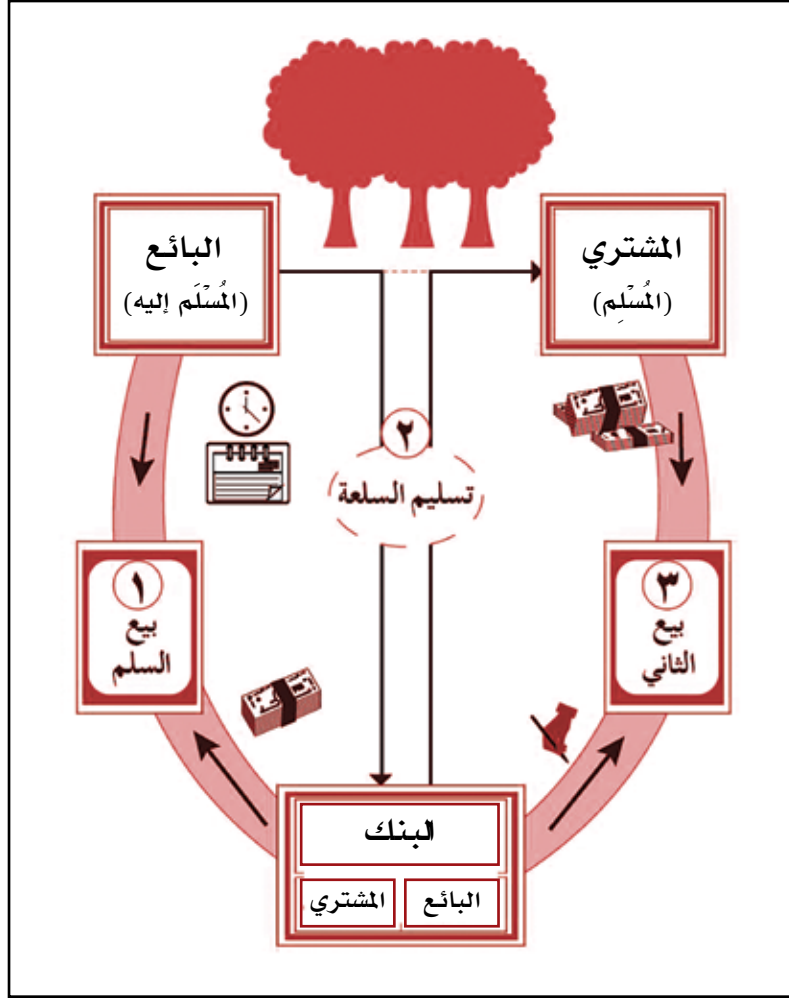 المشتري
(المُسْلِم)
البائع
(المُسْلَم إليه)
٢
تسليم السلعة
٣
بيع
الثاني
١
بيع
السلم
البنك
البائع
المشتري